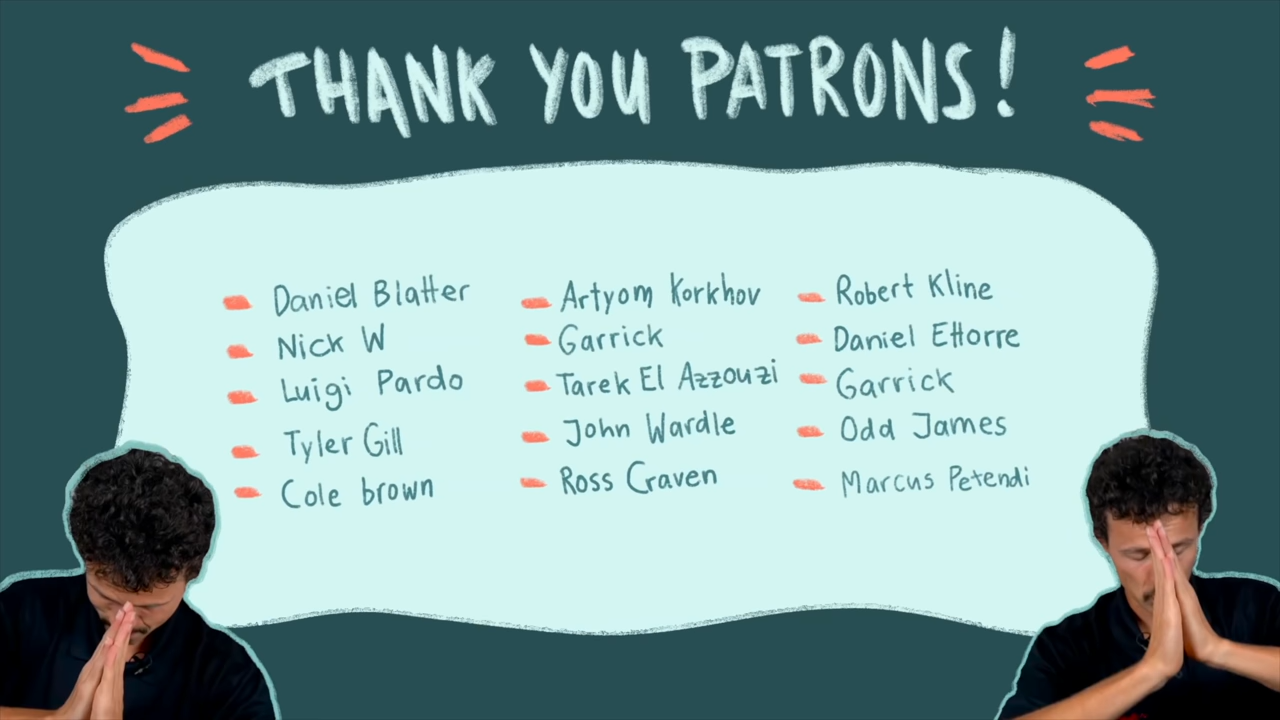 THANK YOU PATRONS!
Daniel Blatter
Nick W
Luigi Pardo
Tyler Gill
Cole brown
Artyom Korkhov
Garrick
Tarek El Azzouzi
John Wardle
Ross Craven
Robert Kline
Daniel Ettorre
Garrick
Odd James
Marcus Petendi